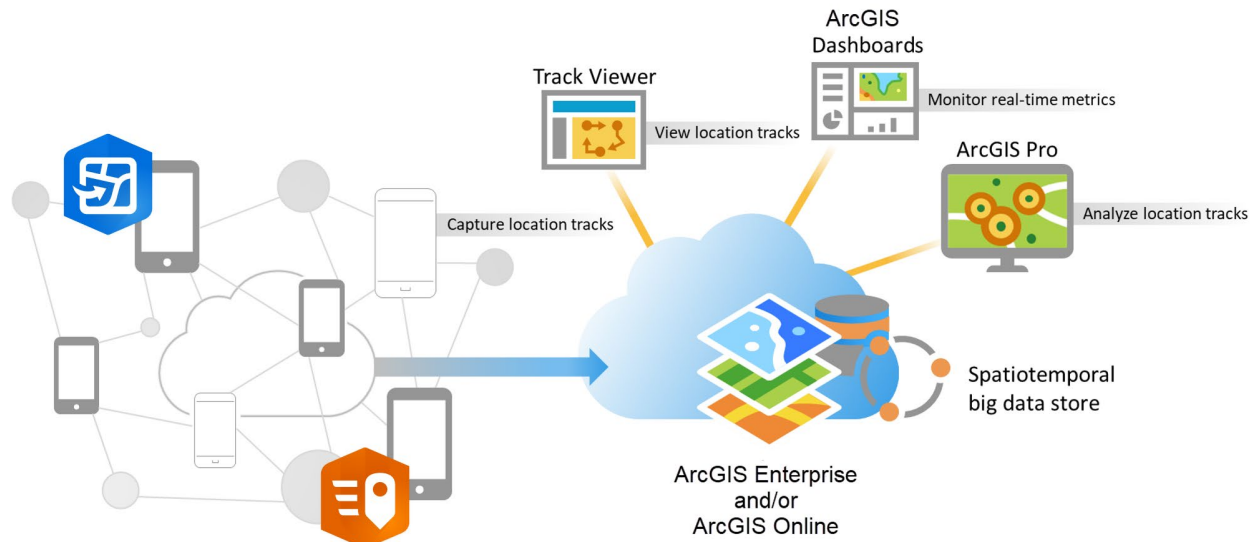 ArcGIS
Dashboards
Track Viewer
Monitor real-time metrics
View location tracks
ArcGIS Pro
Capture location tracks
Analyze location tracks
Spatiotemporal
big data store
ArcGIS Enterprise
and/or
ArcGIS Online